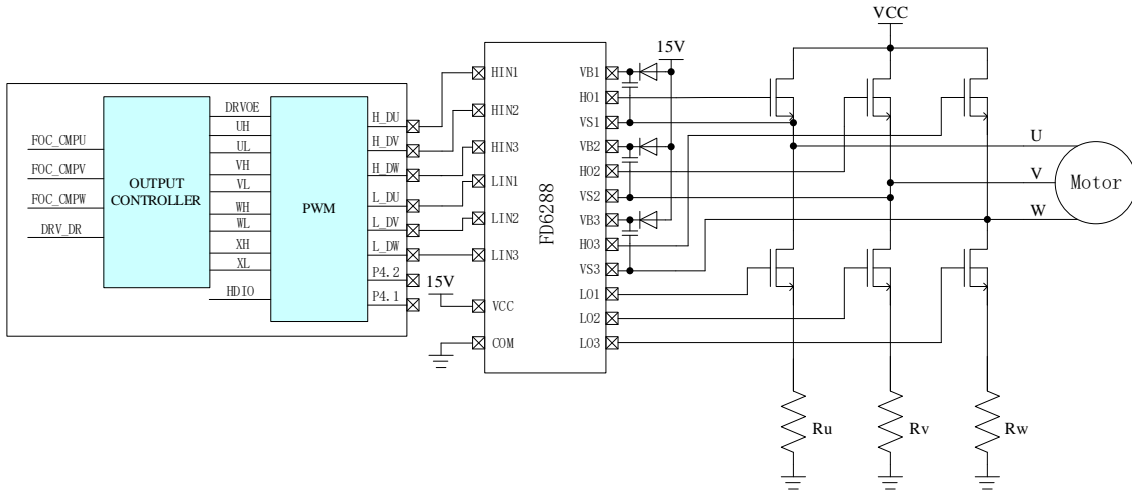 FOC_CMPU
FOC_CMPV
FOC_CMPW
DRV_DR
OUTPUT
CONTROLLER
DRVOE
UH
UL
VH
VL
WH
WL
XH
XL
HDIO
PWM
H_DU
H_DV
H_DW
L_DU
L_DV
L_DW
P4.2
P4.1
15V
HIN1
HIN2
HIN3
LIN1
LIN2
LIN3
VCC
COM
FD6288
VB1
HO1
VS1
VB2
HO2
VS2
VB3
HO3
VS3
LO1
LO2
LO3
15V
VCC
U
V
W
Motor
Ru
Rv
Rw